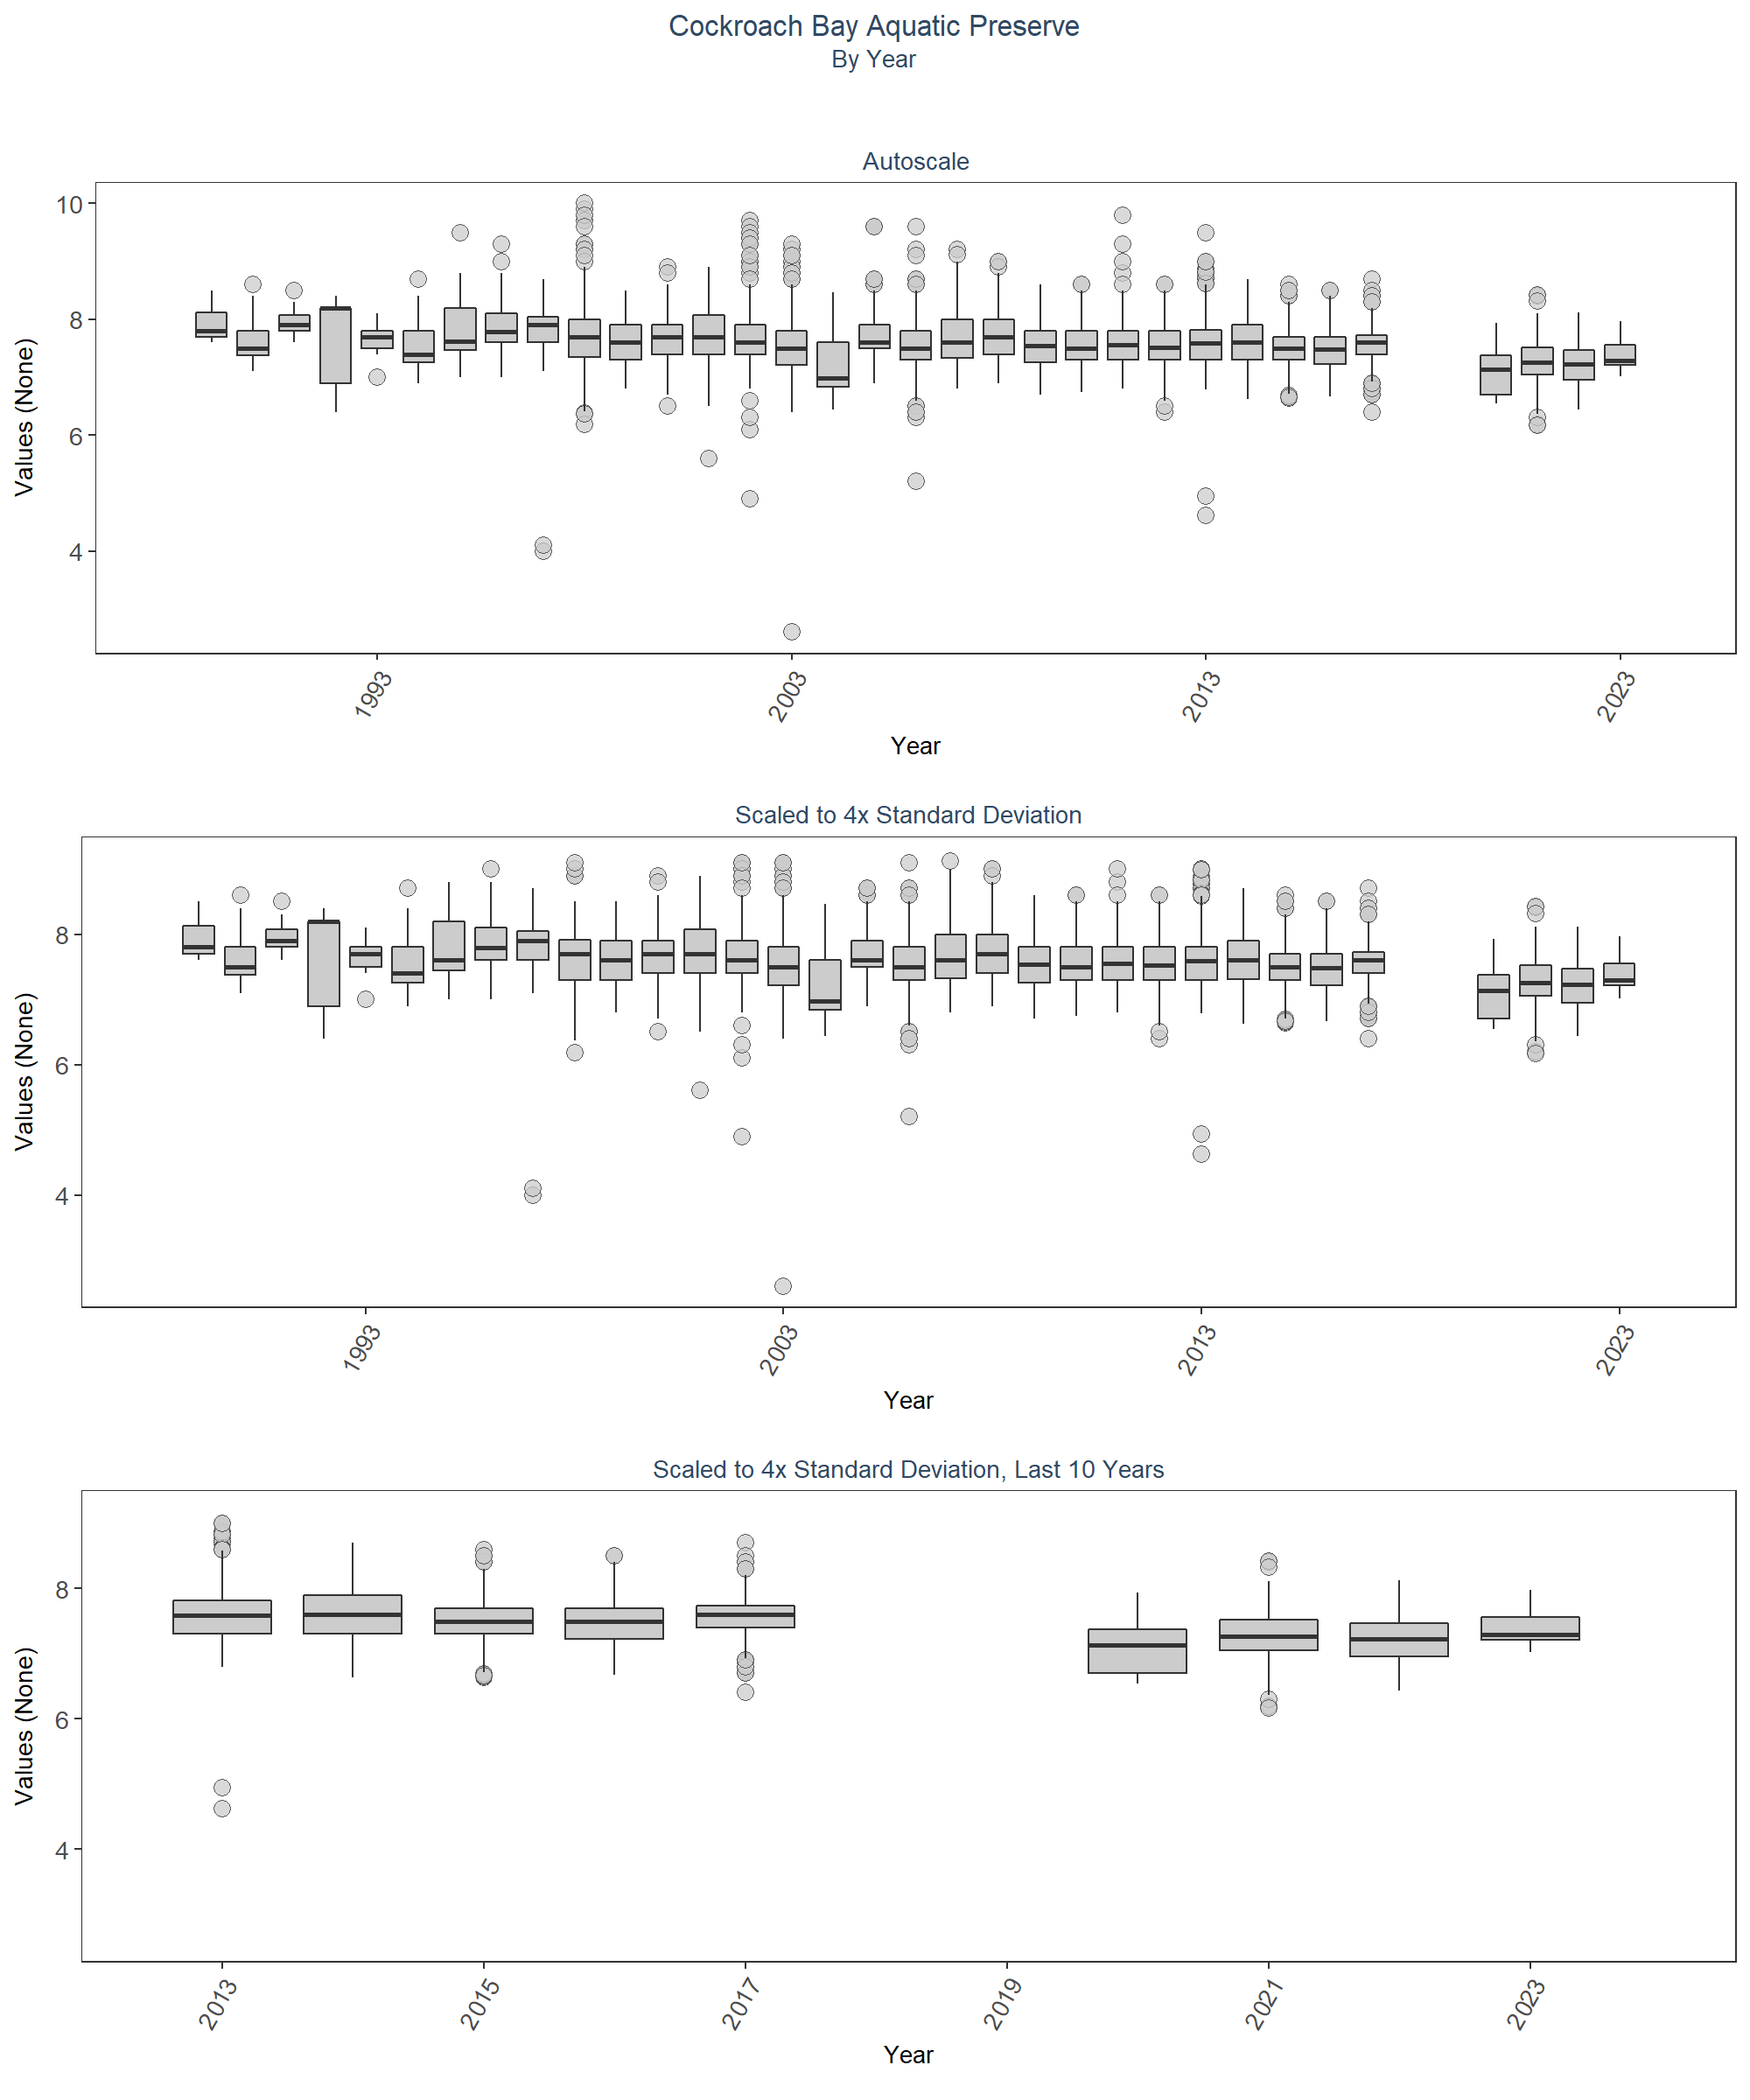 Cockroach Bay Aquatic Preserve
By Year
Autoscale
10
8
6
4
Values (None)
1993 2003 2013 2023
Year
Scaled to 4x Standard Deviation
8
6
4
Values (None)
1993 2003 2013 2023
Year
Scaled to 4x Standard Deviation, Last 10 Years
8
6
4
Values (None)
2013 2015 2017 2019 2021 2023
Year